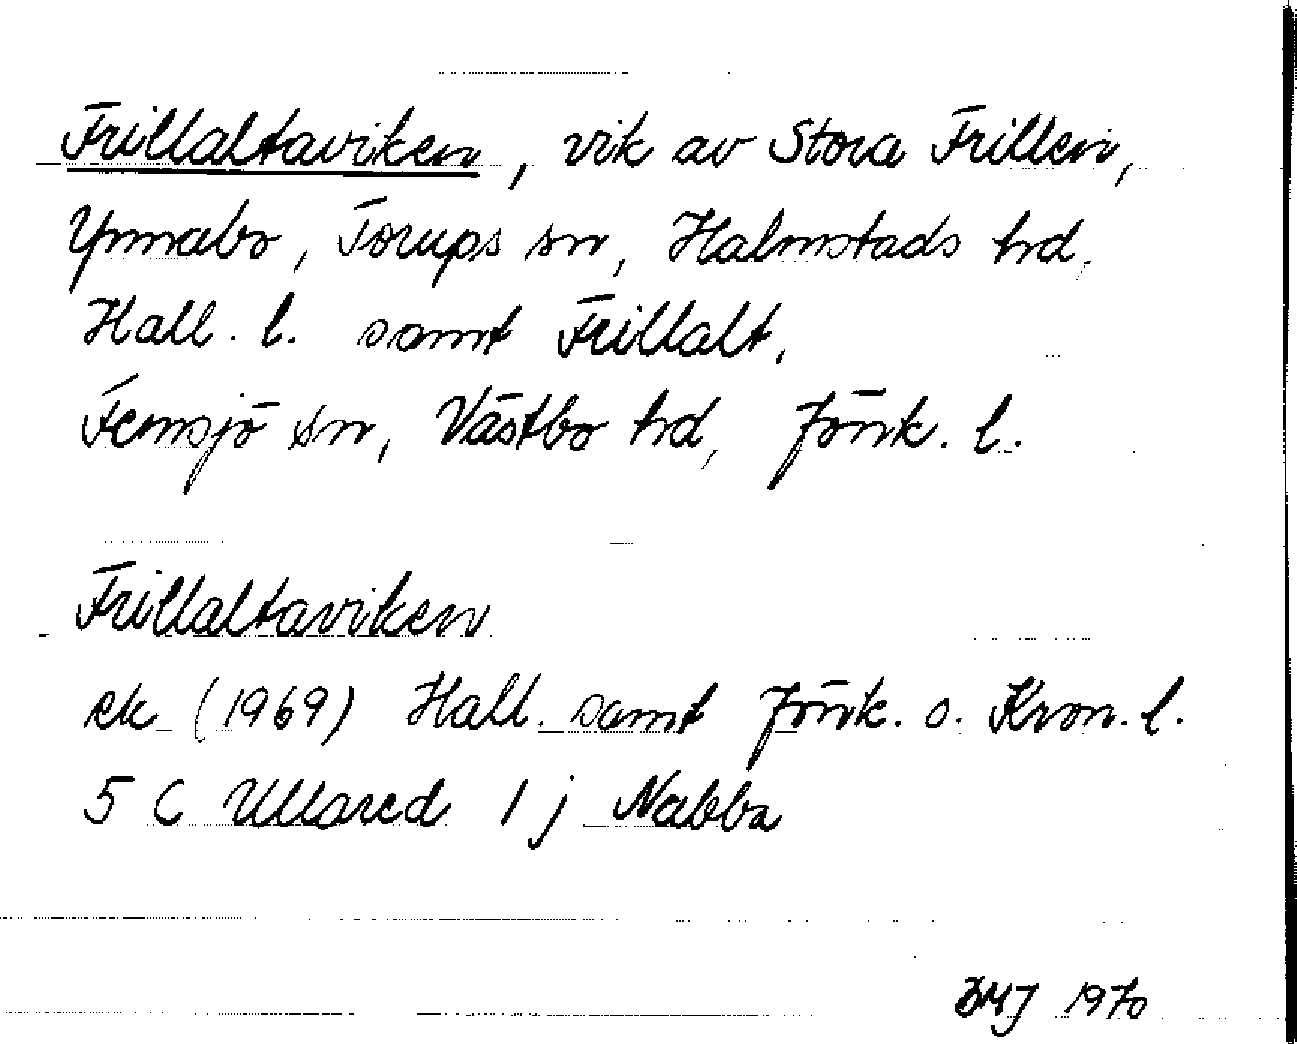 Frillaltaviken, vik av Stora Frillen,
Ynnabo, Torups sn, Halmstads hd,
Hall. l. samt Frillalt,
Femsjö sn, Västbo hd, Jönk. l.
Frillaltaviken
ek (1969) Hall. samt Jönk. o. Kron. l.
5 C Ullared 1 j Nabba
BMJ 1970